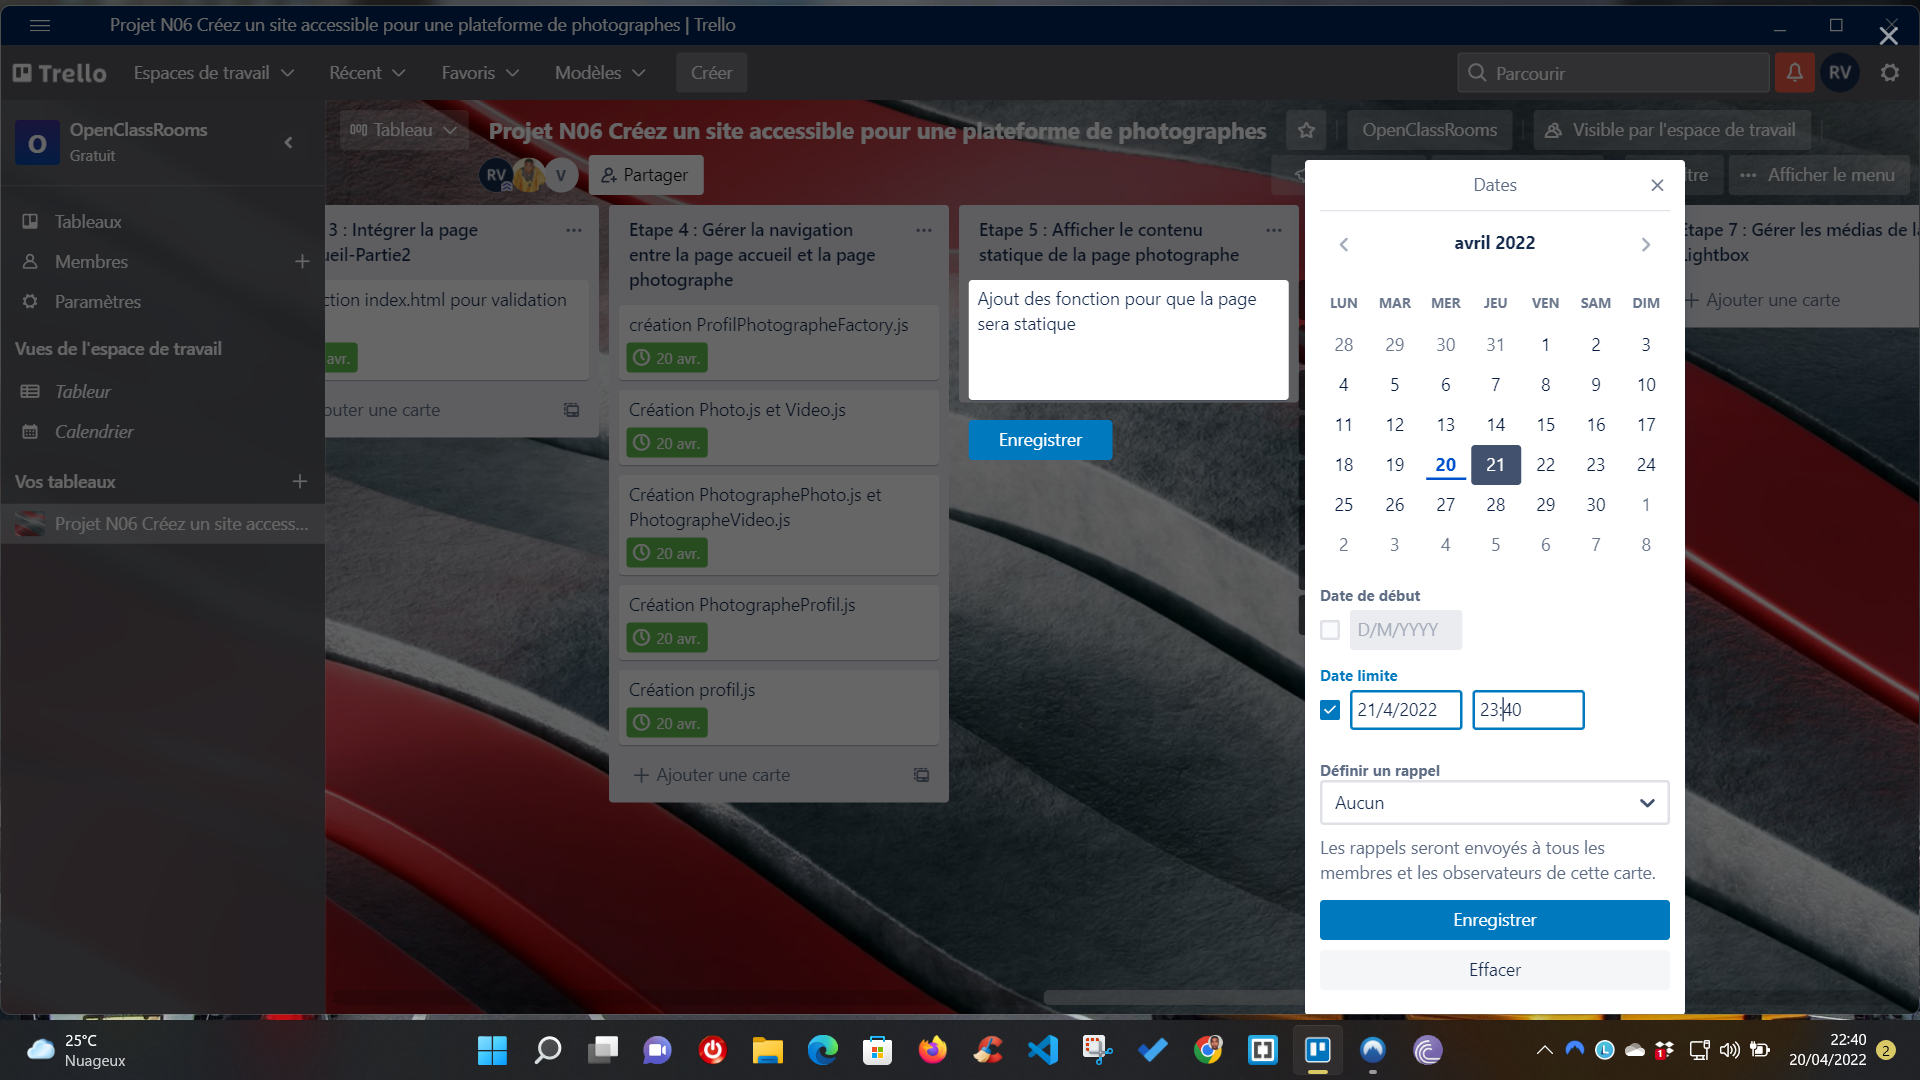 Projet N06 Créez un site accessible pour une plateforme de photographes | Trello
Trello
Espaces de travail
Récent
Favoris
Modèles
Créer
Parcourir
RV
O
OpenClassRooms
Gratuit
Tableau
Projet N06 Créez un site accessible pour une plateforme de photographes
OpenClassRooms
Visible par l'espace de travail
RV
V
Partager
tre
Afficher le menu
Tableaux
Membres
Paramètres
Vues de l'espace de travail
Tableur
Calendrier
Vos tableaux
Projet N06 Créez un site access...
3 : Intégrer la page
ueil-Partie2
ction index.html pour validation
avr.
outer une carte
Etape 4 : Gérer la navigation
entre la page accueil et la page
photographe
création ProfilPhotographeFactory.js
20 avr.
Création Photo.js et Video.js
20 avr.
Création PhotographePhoto.js et
PhotographeVideo.js
20 avr.
Création PhotographeProfil.js
20 avr.
Création profil.js
20 avr.
Ajouter une carte
Etape 5 : Afficher le contenu
statique de la page photographe
Ajout des fonction pour que la page
sera statique
Enregistrer
Dates
avril 2022
LUN MAR MER JEU VEN SAM DIM
28 29 30 31 1 2 3
4 5 6 7 8 9 10
11 12 13 14 15 16 17
18 19 20 21 22 23 24
25 26 27 28 29 30 1
2 3 4 5 6 7 8
Date de début
D/M/YYYY
Date limite
21/4/2022 23:40
Définir un rappel
Aucun
Les rappels seront envoyés à tous les
membres et les observateurs de cette carte.
Enregistrer
Effacer
Etape 7 : Gérer les médias de la
Lightbox
Ajouter une carte
25°C
Nuageux
L
1
22:40
20/04/2022
2